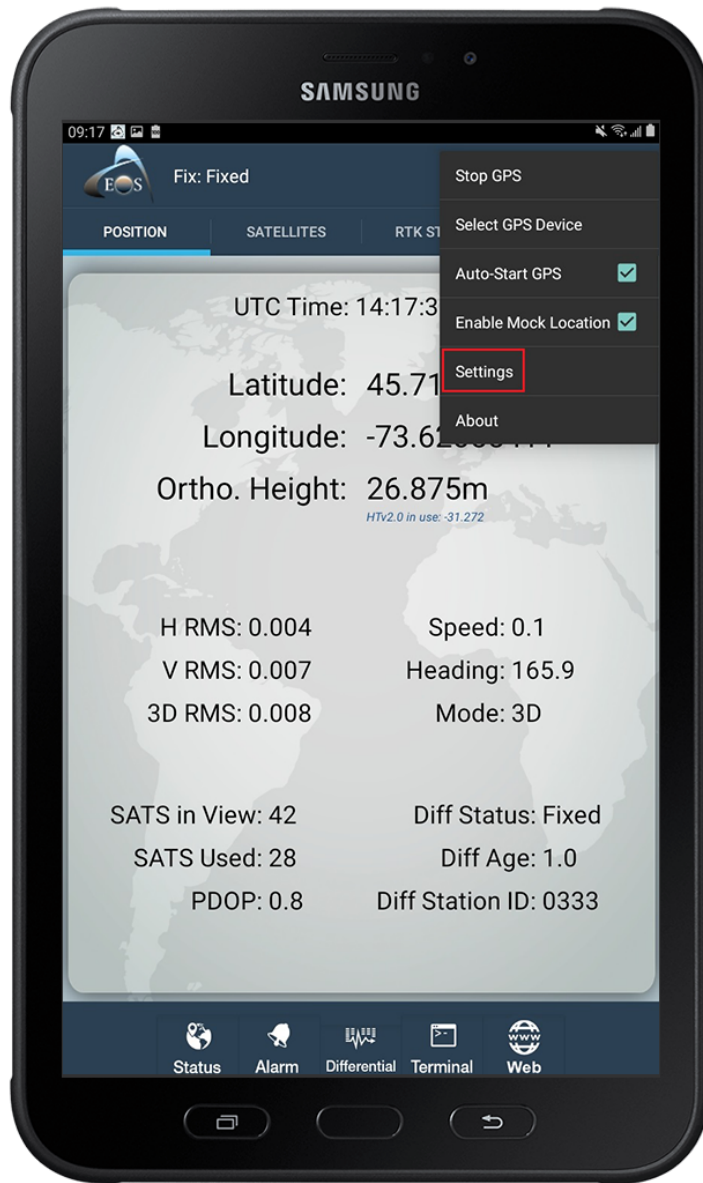 SAMSUNG
09:17
EOS
Fix: Fixed
Stop GPS
Select GPS Device
Auto-Start GPS
Enable Mock Location
Settings
About
POSITION SATELLITES RTK ST
UTC Time: 14:17:3
Latitude: 45.71
Longitude: -73.62
Ortho. Height: 26.875m
HTv2.0 in use: -31.272
H RMS: 0.004 Speed: 0.1
V RMS: 0.007 Heading: 165.9
3D RMS: 0.008 Mode: 3D
SATS in View: 42 Diff Status: Fixed
SATS Used: 28 Diff Age: 1.0
PDOP: 0.8 Diff Station ID: 0333
Status Alarm Differential Terminal Web
WWW